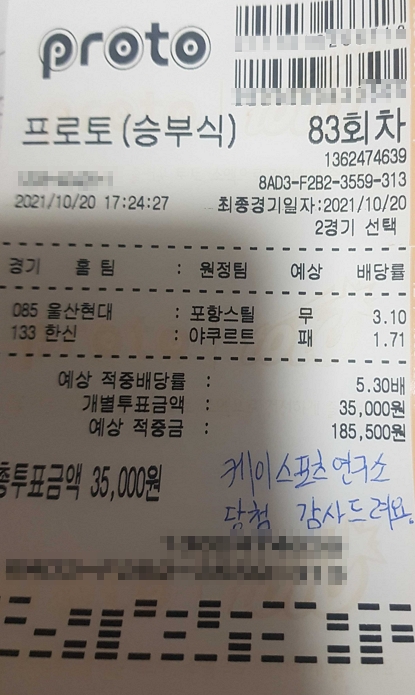 proto
프로토(승부식) 83회차
1362474639
8AD3-F2B2-3559-313
2021/10/20 17:24:27 최종경기일자:2021/10/20
2경기 선택
경기 홈팀 : 원정팀 예상 배당률
085 울산현대 : 포항스틸 무 3.10
133 한신 : 야쿠르트 패 1.71
예상 적중배당률 : 5.30배
개별투표금액 : 35,000원
예상 적중금 : 185,500원
총투표금액 35,000원
케이스포츠연구소
당첨 감사드려요